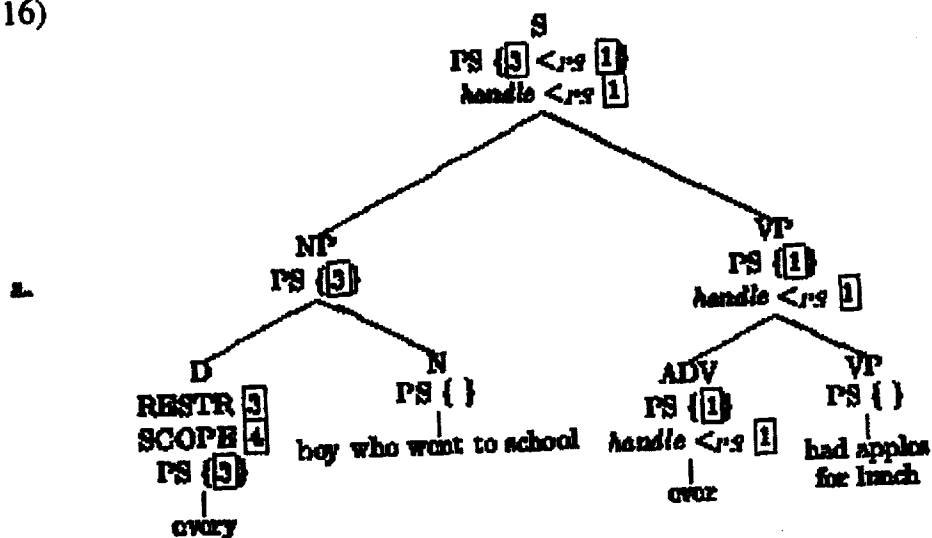 16)
S
PS {3 <PS 1}
handle <PS 1
NP
PS {3}
VP
PS {1}
handle <PS 1
a.
D
RESTR 3
SCOPE 4
PS {3}
every
N
PS { }
boy who went to school
ADV
PS {1}
handle <PS 1
ever
VP
PS { }
had apples
for lunch